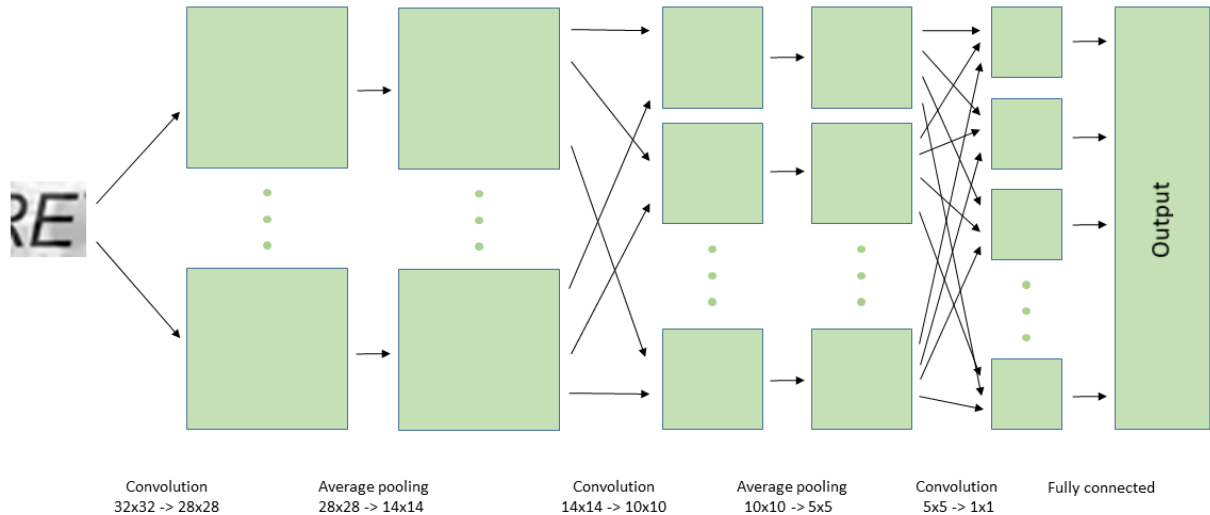 RE
Output
Convolution
32x32 -> 28x28
Average pooling
28x28 -> 14x14
Convolution
14x14 -> 10x10
Average pooling
10x10 -> 5x5
Convolution
5x5 -> 1x1
Fully connected